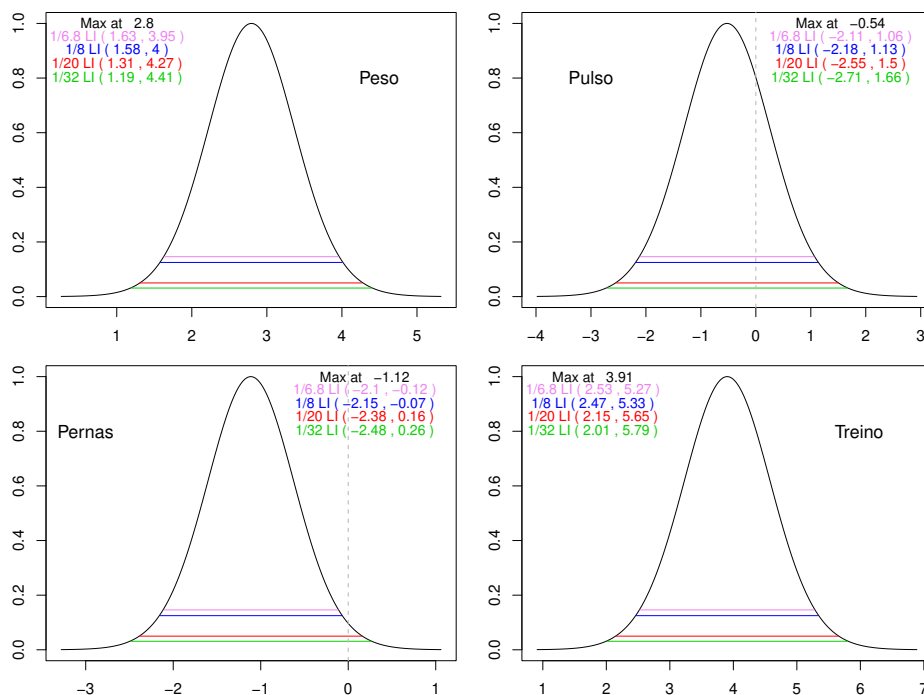 Max at 2.8
1/6.8 LI ( 1.63 , 3.95 )
1/8 LI ( 1.58 , 4 )
1/20 LI ( 1.31 , 4.27 )
1/32 LI ( 1.19 , 4.41 )
Peso
0.0 0.2 0.4 0.6 0.8 1.0
1 2 3 4 5
Max at −0.54
1/6.8 LI ( −2.11 , 1.06 )
1/8 LI ( −2.18 , 1.13 )
1/20 LI ( −2.55 , 1.5 )
1/32 LI ( −2.71 , 1.66 )
Pulso
0.0 0.2 0.4 0.6 0.8 1.0
−4 −3 −2 −1 0 1 2 3
Max at −1.12
1/6.8 LI ( −2.1 , −0.12 )
1/8 LI ( −2.15 , −0.07 )
1/20 LI ( −2.38 , 0.16 )
1/32 LI ( −2.48 , 0.26 )
Pernas
0.0 0.2 0.4 0.6 0.8 1.0
−3 −2 −1 0 1
Max at 3.91
1/6.8 LI ( 2.53 , 5.27 )
1/8 LI ( 2.47 , 5.33 )
1/20 LI ( 2.15 , 5.65 )
1/32 LI ( 2.01 , 5.79 )
Treino
0.0 0.2 0.4 0.6 0.8 1.0
1 2 3 4 5 6 7